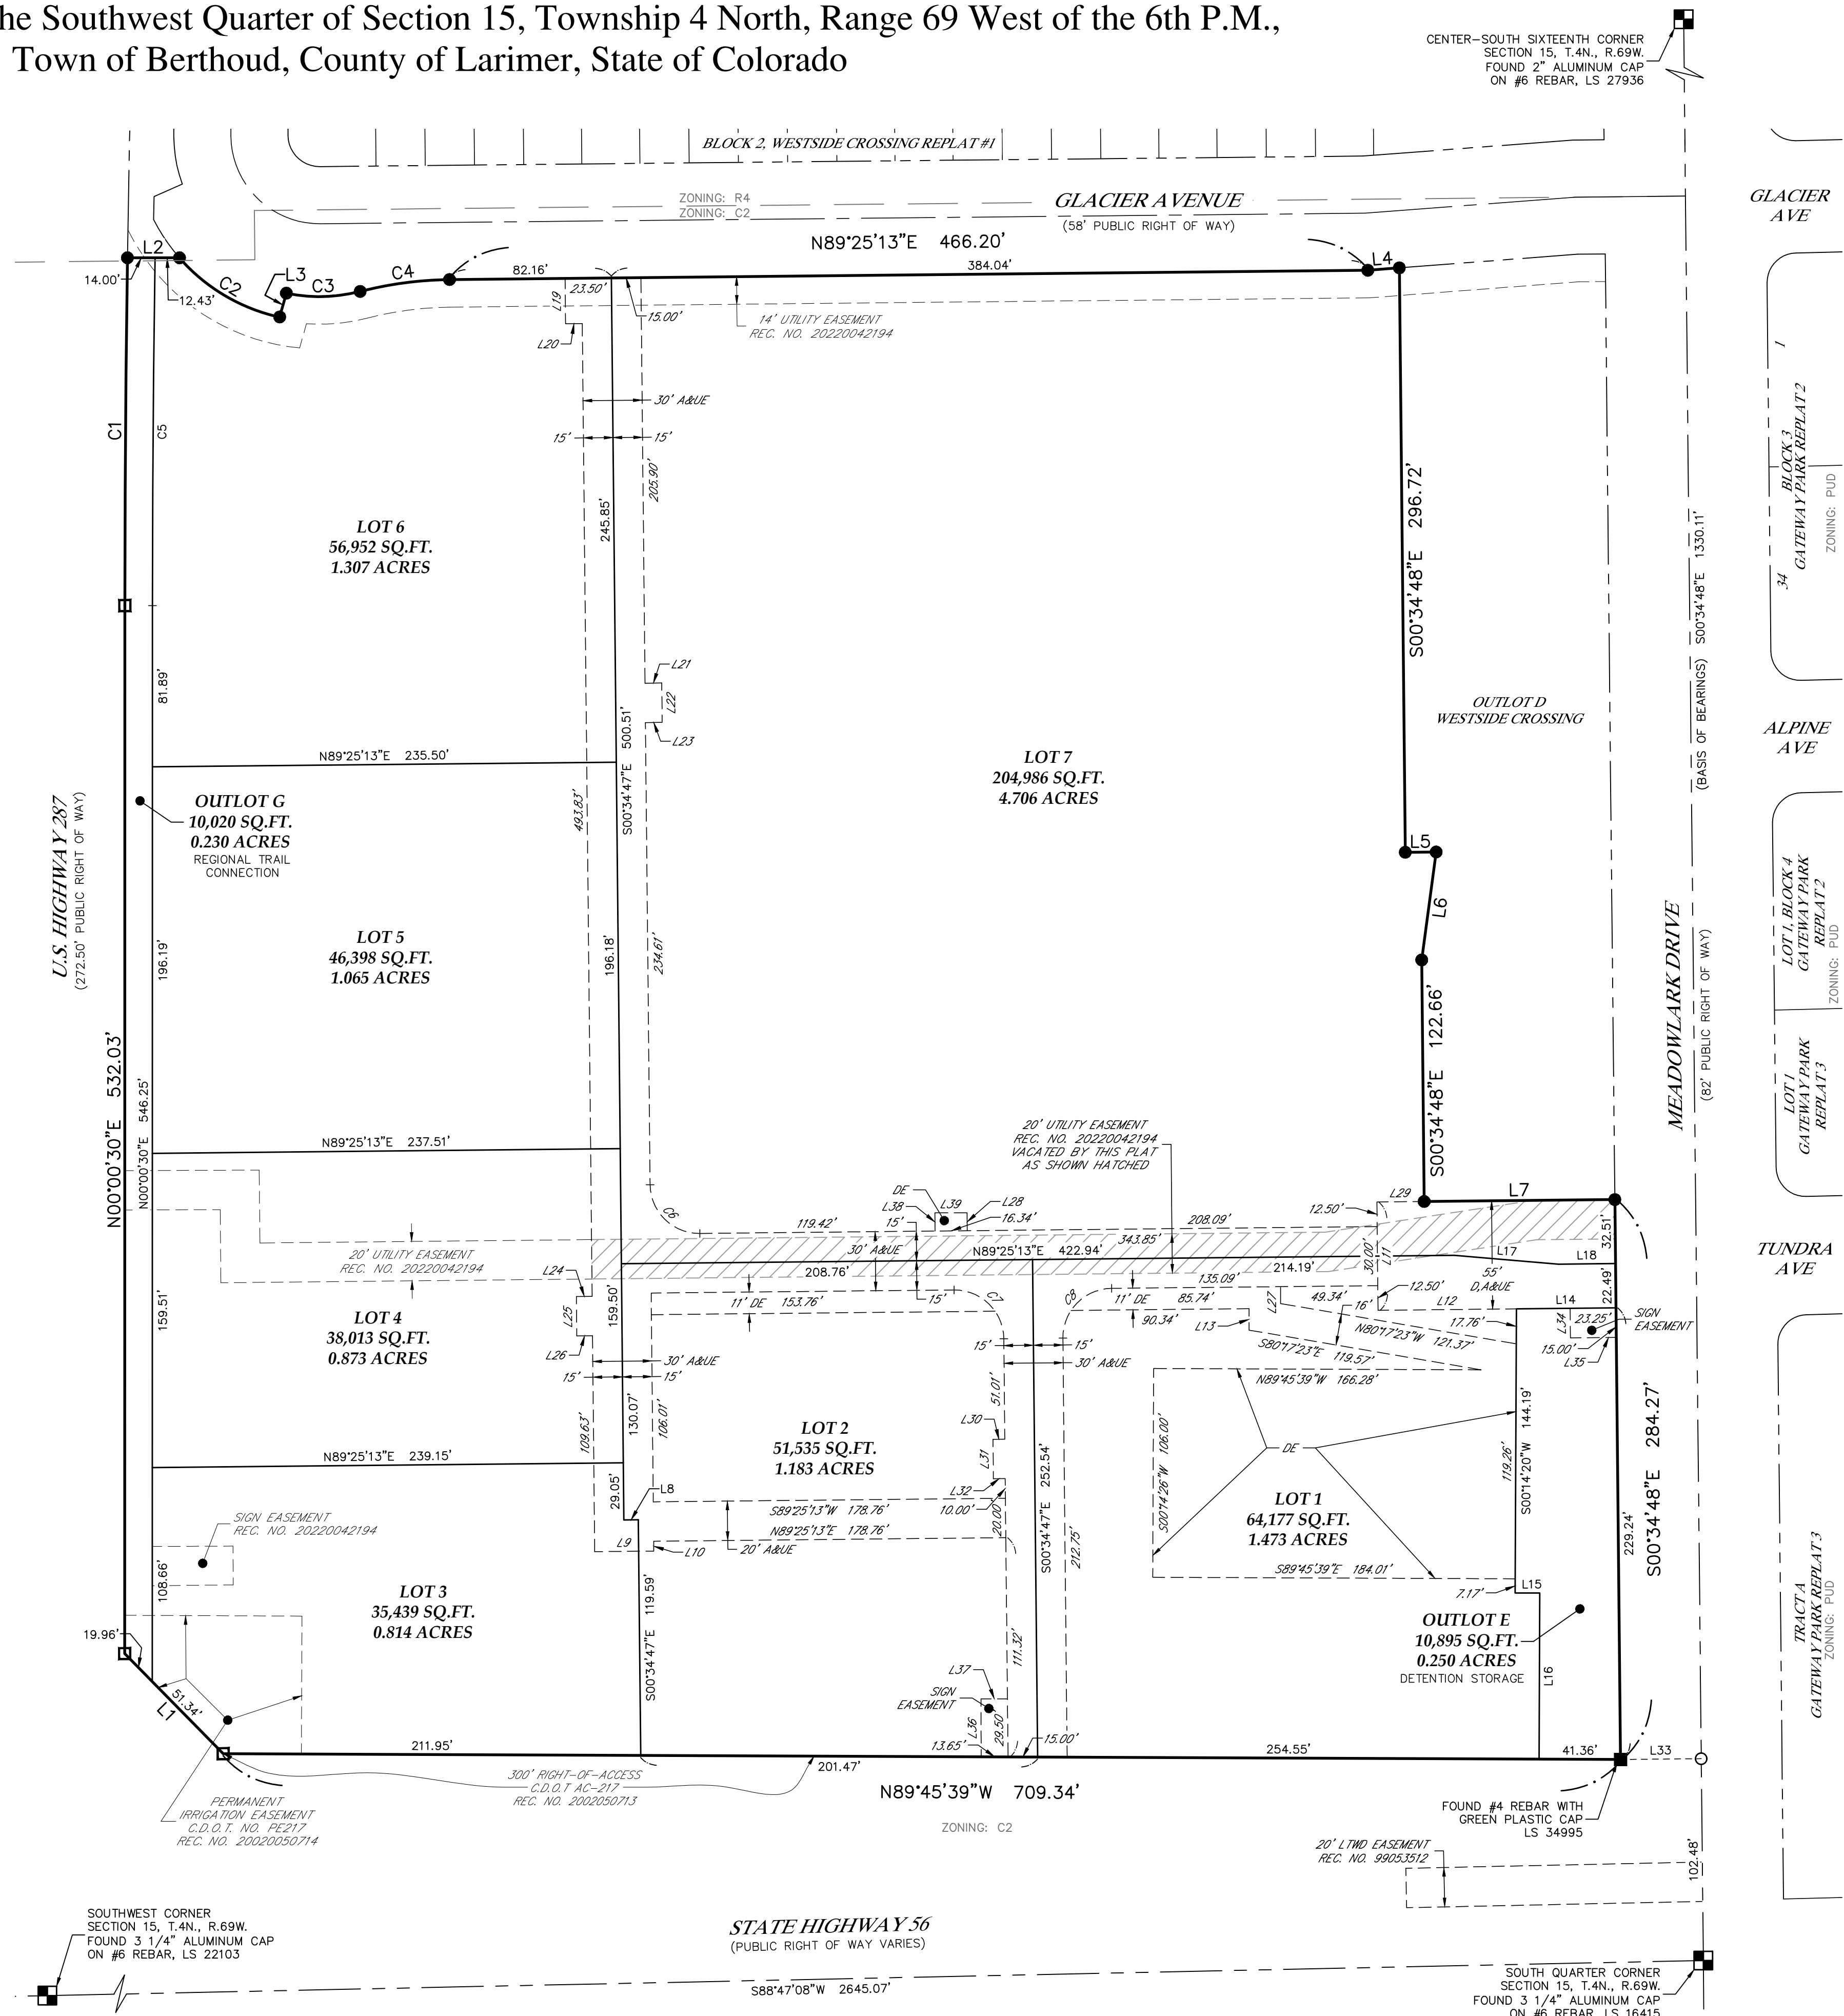 he Southwest Quarter of Section 15, Township 4 North, Range 69 West of the 6th P.M.,
Town of Berthoud, County of Larimer, State of Colorado
CENTER-SOUTH SIXTEENTH CORNER
SECTION 15, T.4N., R.69W.
FOUND 2" ALUMINUM CAP
ON #6 REBAR, LS 27936
BLOCK 2, WESTSIDE CROSSING REPLAT #1
ZONING: R4
ZONING: C2
GLACIER AVENUE
(58' PUBLIC RIGHT OF WAY)
GLACIER
AVE
N89°25'13"E 466.20'
L2
L3
C2
C3
C4
L4
14.00'
12.43'
82.16'
384.04'
23.50'
L19
15.00'
L20
14' UTILITY EASEMENT
REC. NO. 20220042194
30' A&UE
15'
15'
C1
C5
205.90'
245.85'
LOT 6
56,952 SQ.FT.
1.307 ACRES
S00°34'48"E 296.72'
(BASIS OF BEARINGS) S00°34'48"E 1330.11'
1
BLOCK 3
GATEWAY PARK REPLAT 2
34
ZONING: PUD
81.89'
L21
L22
L23
N89°25'13"E 235.50'
S00°34'47"E 500.51'
OUTLOT D
WESTSIDE CROSSING
ALPINE
AVE
LOT 7
204,986 SQ.FT.
4.706 ACRES
OUTLOT G
10,020 SQ.FT.
0.230 ACRES
REGIONAL TRAIL
CONNECTION
U.S. HIGHWAY 287
(272.50' PUBLIC RIGHT OF WAY)
493.83'
L5
L6
LOT 1, BLOCK 4
GATEWAY PARK
REPLAT 2
ZONING: PUD
LOT 5
46,398 SQ.FT.
1.065 ACRES
196.19'
196.18'
234.61'
MEADOWLARK DRIVE
(82' PUBLIC RIGHT OF WAY)
N00°00'30"E 532.03'
N00°00'30"E 546.25'
S00°34'48"E 122.66'
LOT 1
GATEWAY PARK
REPLAT 3
N89°25'13"E 237.51'
20' UTILITY EASEMENT
REC. NO. 20220042194
VACATED BY THIS PLAT
AS SHOWN HATCHED
DE
L38
L39
L28
16.34'
C6
119.42'
15'
30' A&UE
208.09'
343.85'
12.50'
L29
L7
32.51'
N89°25'13"E 422.94'
30.00'
L11
L17
L18
TUNDRA
AVE
20' UTILITY EASEMENT
REC. NO. 20220042194
208.76'
214.19'
135.09'
55'
D,A&UE
22.49'
L24
L25
L26
159.51'
159.50'
11' DE
153.76'
15'
C7
C8
11' DE
85.74'
90.34'
L27
49.34'
16'
12.50'
L12
L14
17.76'
L34
23.25'
SIGN
EASEMENT
15.00'
L35
LOT 4
38,013 SQ.FT.
0.873 ACRES
L13
N80°17'23"W 121.37'
S80°17'23"E 119.57'
N89°45'39"W 166.28'
30' A&UE
15'
15'
15'
15'
30' A&UE
51.01'
109.63'
130.07'
106.01'
LOT 2
51,535 SQ.FT.
1.183 ACRES
L30
L31
L32
10.00'
20.00'
S00°14'26"W 106.00'
DE
119.26'
S00°14'20"W 144.19'
S00°34'48"E 284.27'
N89°25'13"E 239.15'
29.05'
L8
S89°25'13"W 178.76'
N89°25'13"E 178.76'
20' A&UE
L9
L10
S00°34'47"E 252.54'
212.75'
LOT 1
64,177 SQ.FT.
1.473 ACRES
229.24'
S89°45'39"E 184.01'
7.17'
L15
SIGN EASEMENT
REC. NO. 20220042194
108.66'
LOT 3
35,439 SQ.FT.
0.814 ACRES
S00°34'47"E 119.59'
111.32'
OUTLOT E
10,895 SQ.FT.
0.250 ACRES
DETENTION STORAGE
L16
TRACT A
GATEWAY PARK REPLAT 3
ZONING: PUD
19.96'
51.34'
L1
L37
SIGN
EASEMENT
L36
29.50'
13.65'
15.00'
211.95'
201.47'
254.55'
41.36'
L33
300' RIGHT-OF-ACCESS
C.D.O.T AC-217
REC. NO. 2002050713
N89°45'39"W 709.34'
ZONING: C2
PERMANENT
IRRIGATION EASEMENT
C.D.O.T. NO. PE217
REC. NO. 20020050714
FOUND #4 REBAR WITH
GREEN PLASTIC CAP
LS 34995
20' LTWD EASEMENT
REC. NO. 99053512
102.48'
SOUTHWEST CORNER
SECTION 15, T.4N., R.69W.
FOUND 3 1/4" ALUMINUM CAP
ON #6 REBAR, LS 22103
STATE HIGHWAY 56
(PUBLIC RIGHT OF WAY VARIES)
S88°47'08"W 2645.07'
SOUTH QUARTER CORNER
SECTION 15, T.4N., R.69W.
FOUND 3 1/4" ALUMINUM CAP
ON #6 REBAR, LS 16415